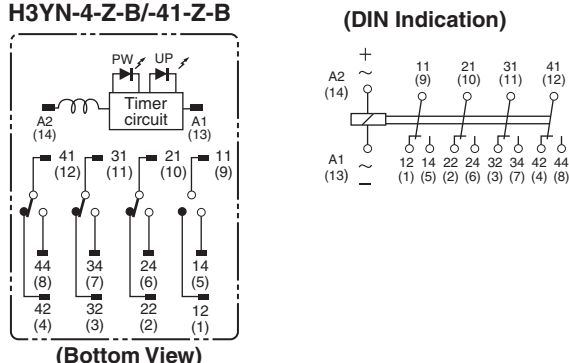 H3YN-4-Z-B/-41-Z-B
PW UP
Timer
circuit
A2
(14)
A1
(13)
41 31 21 11
(12) (11) (10) (9)
44 34 24 14
(8) (7) (6) (5)
42 32 22 12
(4) (3) (2) (1)
(Bottom View)
(DIN Indication)
+
~
A2
(14)
11 21 31 41
(9) (10) (11) (12)
A1
(13)
~
−
12 14 22 24 32 34 42 44
(1) (5) (2) (6) (3) (7) (4) (8)